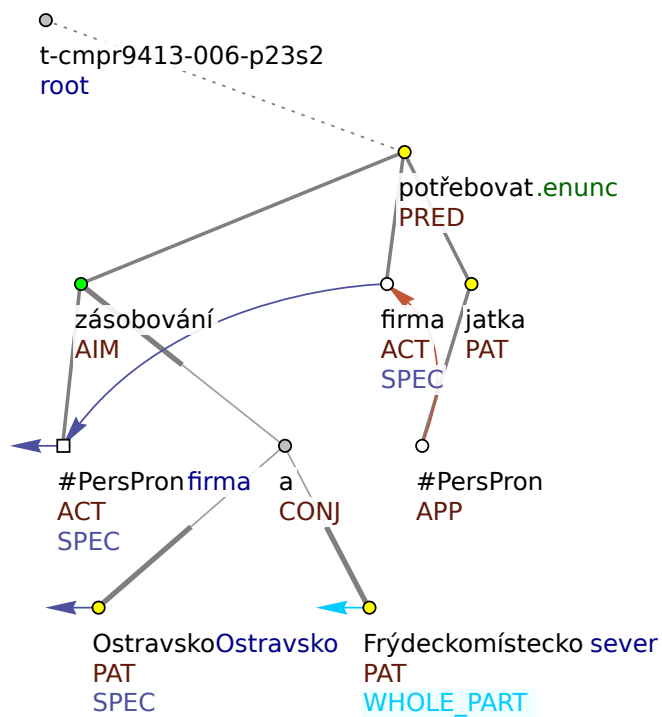 t-cmpr9413-006-p23s2
root
potřebovat.enunc
PRED
zásobování
AIM
firma
ACT
SPEC
jatka
PAT
#PersPron firma
ACT
SPEC
a
CONJ
#PersPron
APP
Ostravsko Ostravsko
PAT
SPEC
Frýdeckomístecko sever
PAT
WHOLE_PART